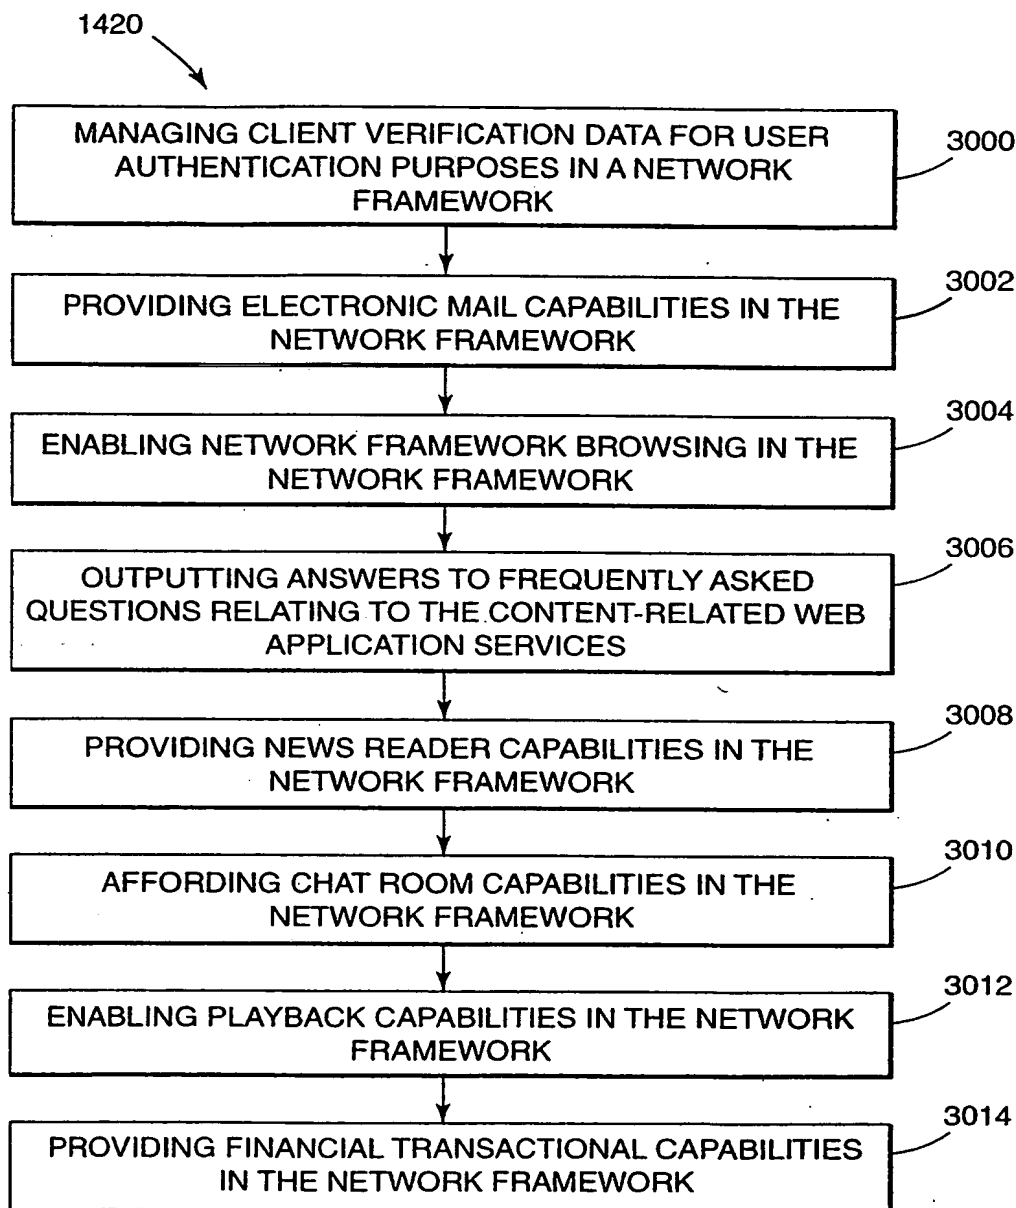 1420
MANAGING CLIENT VERIFICATION DATA FOR USER
AUTHENTICATION PURPOSES IN A NETWORK
FRAMEWORK
3000
PROVIDING ELECTRONIC MAIL CAPABILITIES IN THE
NETWORK FRAMEWORK
3002
ENABLING NETWORK FRAMEWORK BROWSING IN THE
NETWORK FRAMEWORK
3004
OUTPUTTING ANSWERS TO FREQUENTLY ASKED
QUESTIONS RELATING TO THE CONTENT-RELATED WEB
APPLICATION SERVICES
3006
PROVIDING NEWS READER CAPABILITIES IN THE
NETWORK FRAMEWORK
3008
AFFORDING CHAT ROOM CAPABILITIES IN THE
NETWORK FRAMEWORK
3010
ENABLING PLAYBACK CAPABILITIES IN THE NETWORK
FRAMEWORK
3012
PROVIDING FINANCIAL TRANSACTIONAL CAPABILITIES
IN THE NETWORK FRAMEWORK
3014